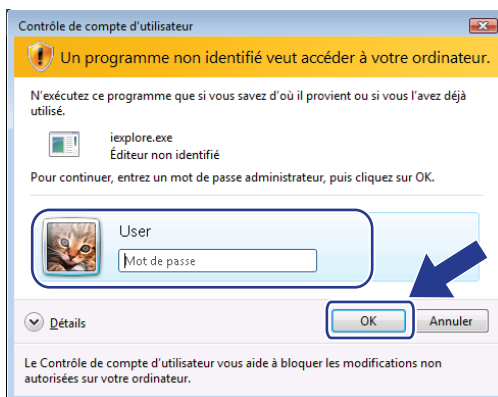 Contrôle de compte d'utilisateur
Un programme non identifié veut accéder à votre ordinateur.
N'exécutez ce programme que si vous savez d'où il provient ou si vous l'avez déjà
utilisé.
iexplore.exe
Éditeur non identifié
Pour continuer, entrez un mot de passe administrateur, puis cliquez sur OK.
User
Mot de passe
Détails
OK
Annuler
Le Contrôle de compte d'utilisateur vous aide à bloquer les modifications non
autorisées sur votre ordinateur.